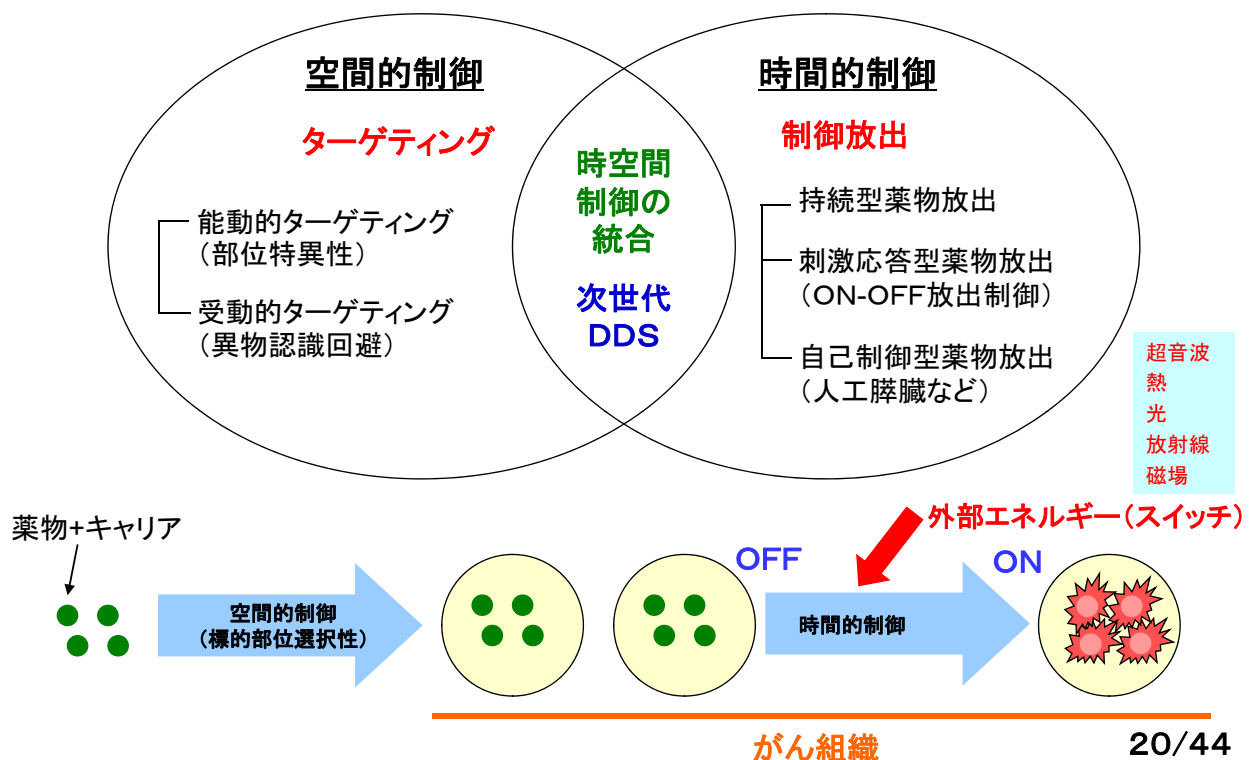 空間的制御
ターゲティング
能動的ターゲティング
（部位特異性）
受動的ターゲティング
（異物認識回避）
時空間
制御の
統合
次世代
DDS
時間的制御
制御放出
持続型薬物放出
刺激応答型薬物放出
（ON-OFF放出制御）
自己制御型薬物放出
（人工膵臓など）
超音波
熱
光
放射線
磁場
薬物+キャリア
空間的制御
（標的部位選択性）
OFF
外部エネルギー（スイッチ）
時間的制御
ON
がん組織
20/44